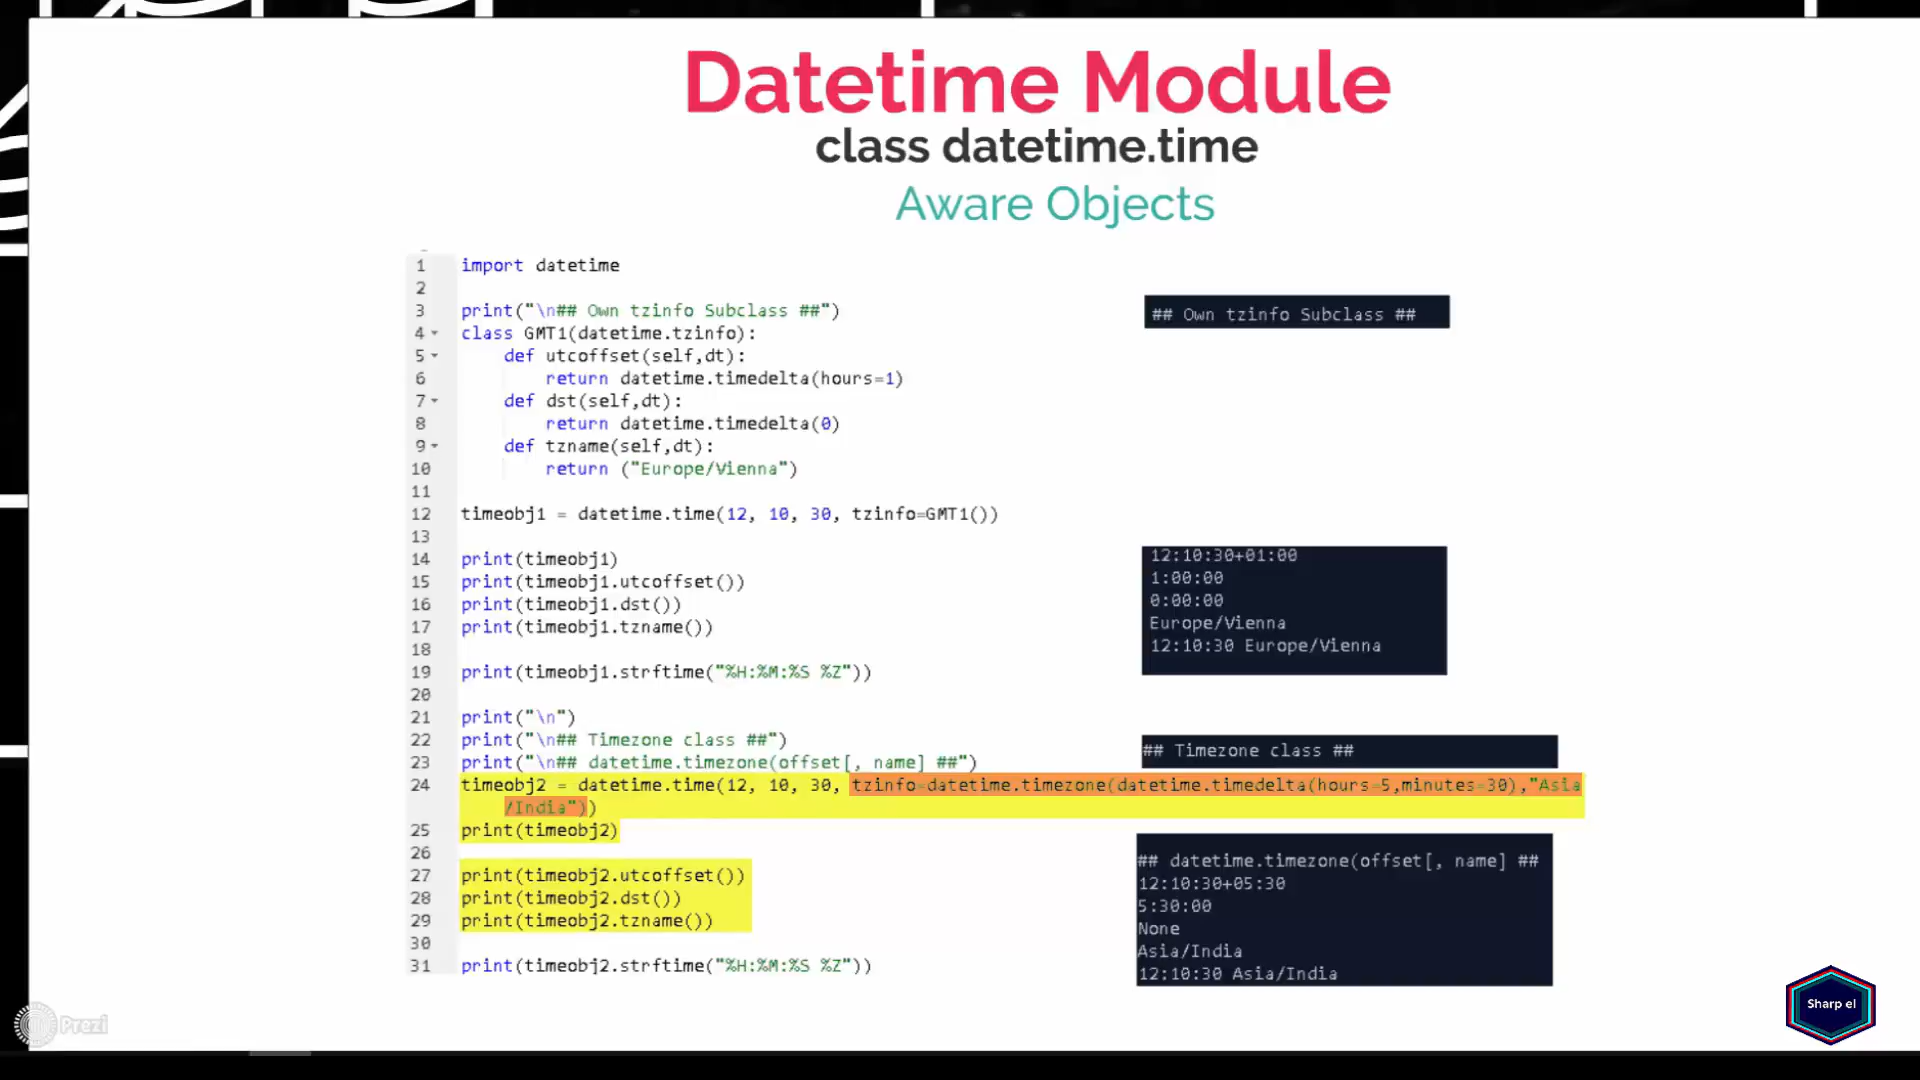 Datetime Module
class datetime.time
Aware Objects
1 import datetime
2
3 print("\n## Own tzinfo Subclass ##")
4 class GMT1(datetime.tzinfo):
5 def utcoffset(self,dt):
6 return datetime.timedelta(hours=1)
7 def dst(self,dt):
8 return datetime.timedelta(0)
9 def tzname(self,dt):
10 return ("Europe/Vienna")
11
12 timeobj1 = datetime.time(12, 10, 30, tzinfo=GMT1())
13
14 print(timeobj1)
15 print(timeobj1.utcoffset())
16 print(timeobj1.dst())
17 print(timeobj1.tzname())
18
19 print(timeobj1.strftime("%H:%M:%S %Z"))
20
21 print("\n")
22 print("\n## Timezone class ##")
23 print("\n## datetime.timezone(offset[, name] ##")
24 timeobj2 = datetime.time(12, 10, 30, tzinfo=datetime.timezone(datetime.timedelta(hours=5,minutes=30),"Asia
/India"))
25 print(timeobj2)
26
27 print(timeobj2.utcoffset())
28 print(timeobj2.dst())
29 print(timeobj2.tzname())
30
31 print(timeobj2.strftime("%H:%M:%S %Z"))
## Own tzinfo Subclass ##
12:10:30+01:00
1:00:00
0:00:00
Europe/Vienna
12:10:30 Europe/Vienna
## Timezone class ##
## datetime.timezone(offset[, name] ##
12:10:30+05:30
5:30:00
None
Asia/India
12:10:30 Asia/India
Prezi
Sharp el